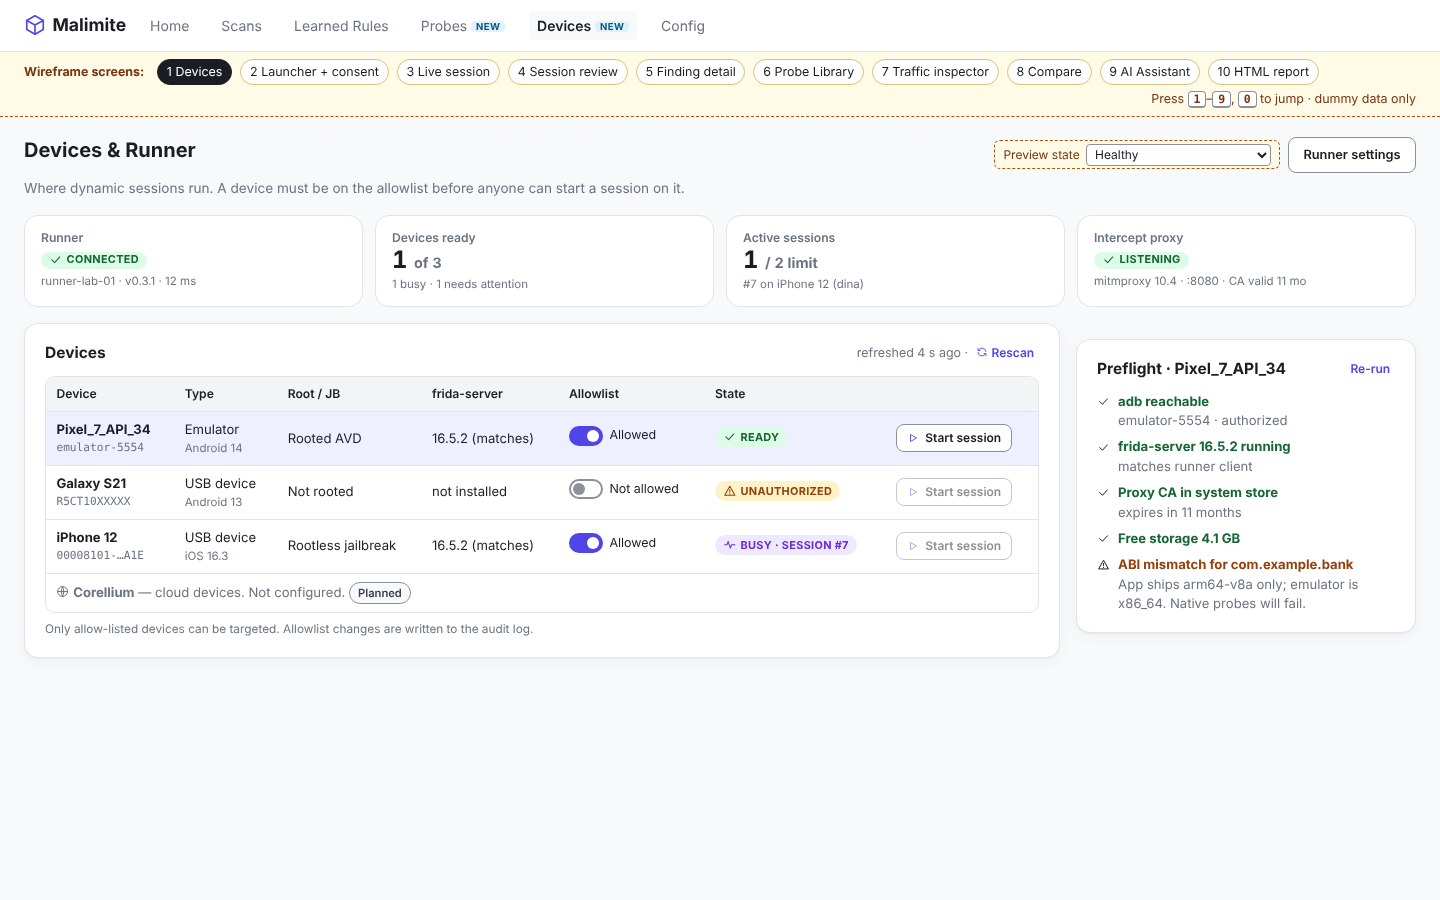 Malimite Home Scans Learned Rules Probes NEW Devices NEW Config
Wireframe screens: 1 Devices 2 Launcher + consent 3 Live session 4 Session review 5 Finding detail 6 Probe Library 7 Traffic inspector 8 Compare 9 AI Assistant 10 HTML report
Press 1–9, 0 to jump · dummy data only
Devices & Runner
Preview state Healthy Runner settings
Where dynamic sessions run. A device must be on the allowlist before anyone can start a session on it.
Runner
CONNECTED
runner-lab-01 · v0.3.1 · 12 ms
Devices ready
1 of 3
1 busy · 1 needs attention
Active sessions
1 / 2 limit
#7 on iPhone 12 (dina)
Intercept proxy
LISTENING
mitmproxy 10.4 · :8080 · CA valid 11 mo
Devices
refreshed 4 s ago · Rescan
Device Type Root / JB frida-server Allowlist State
Pixel_7_API_34 Emulator Rooted AVD 16.5.2 (matches) Allowed READY Start session
emulator-5554 Android 14
Galaxy S21 USB device Not rooted not installed Not allowed UNAUTHORIZED Start session
R5CT10XXXXX Android 13
iPhone 12 USB device Rootless jailbreak 16.5.2 (matches) Allowed BUSY · SESSION #7 Start session
00008101-…A1E iOS 16.3
Corellium — cloud devices. Not configured. Planned
Only allow-listed devices can be targeted. Allowlist changes are written to the audit log.
Preflight · Pixel_7_API_34 Re-run
adb reachable
emulator-5554 · authorized
frida-server 16.5.2 running
matches runner client
Proxy CA in system store
expires in 11 months
Free storage 4.1 GB
ABI mismatch for com.example.bank
App ships arm64-v8a only; emulator is
x86_64. Native probes will fail.